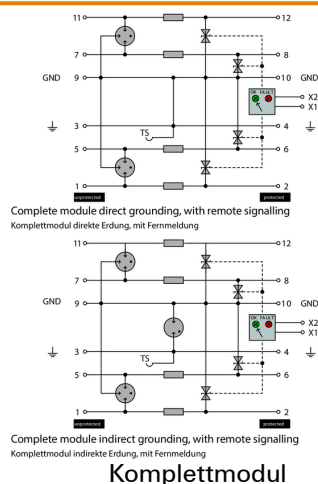 11 12
7 8
GND 9 10 GND
OK FAULT
X2
X1
3 4
TS
5 6
1 2
unprotected protected
Complete module direct grounding, with remote signalling
Komplettmodul direkte Erdung, mit Fernmeldung
11 12
7 8
GND 9 10 GND
OK FAULT
X2
X1
3 4
TS
5 6
1 2
unprotected protected
Complete module indirect grounding, with remote signalling
Komplettmodul indirekte Erdung, mit Fernmeldung
Komplettmodul